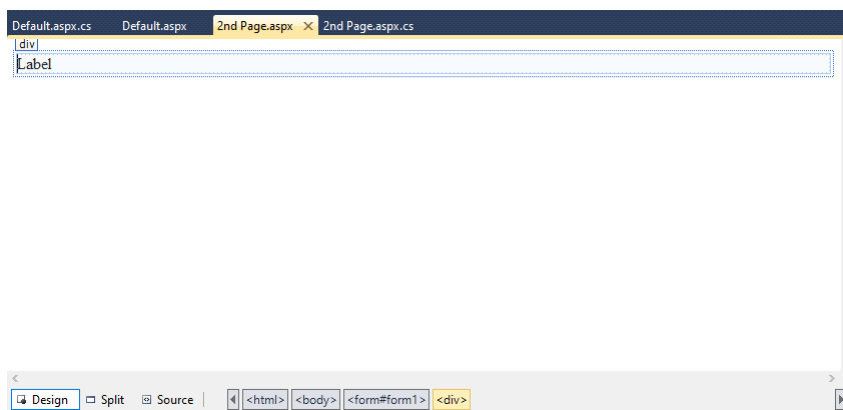 Default.aspx.cs Default.aspx 2nd Page.aspx 2nd Page.aspx.cs
div
Label
Design Split Source <html> <body> <form#form1> <div>